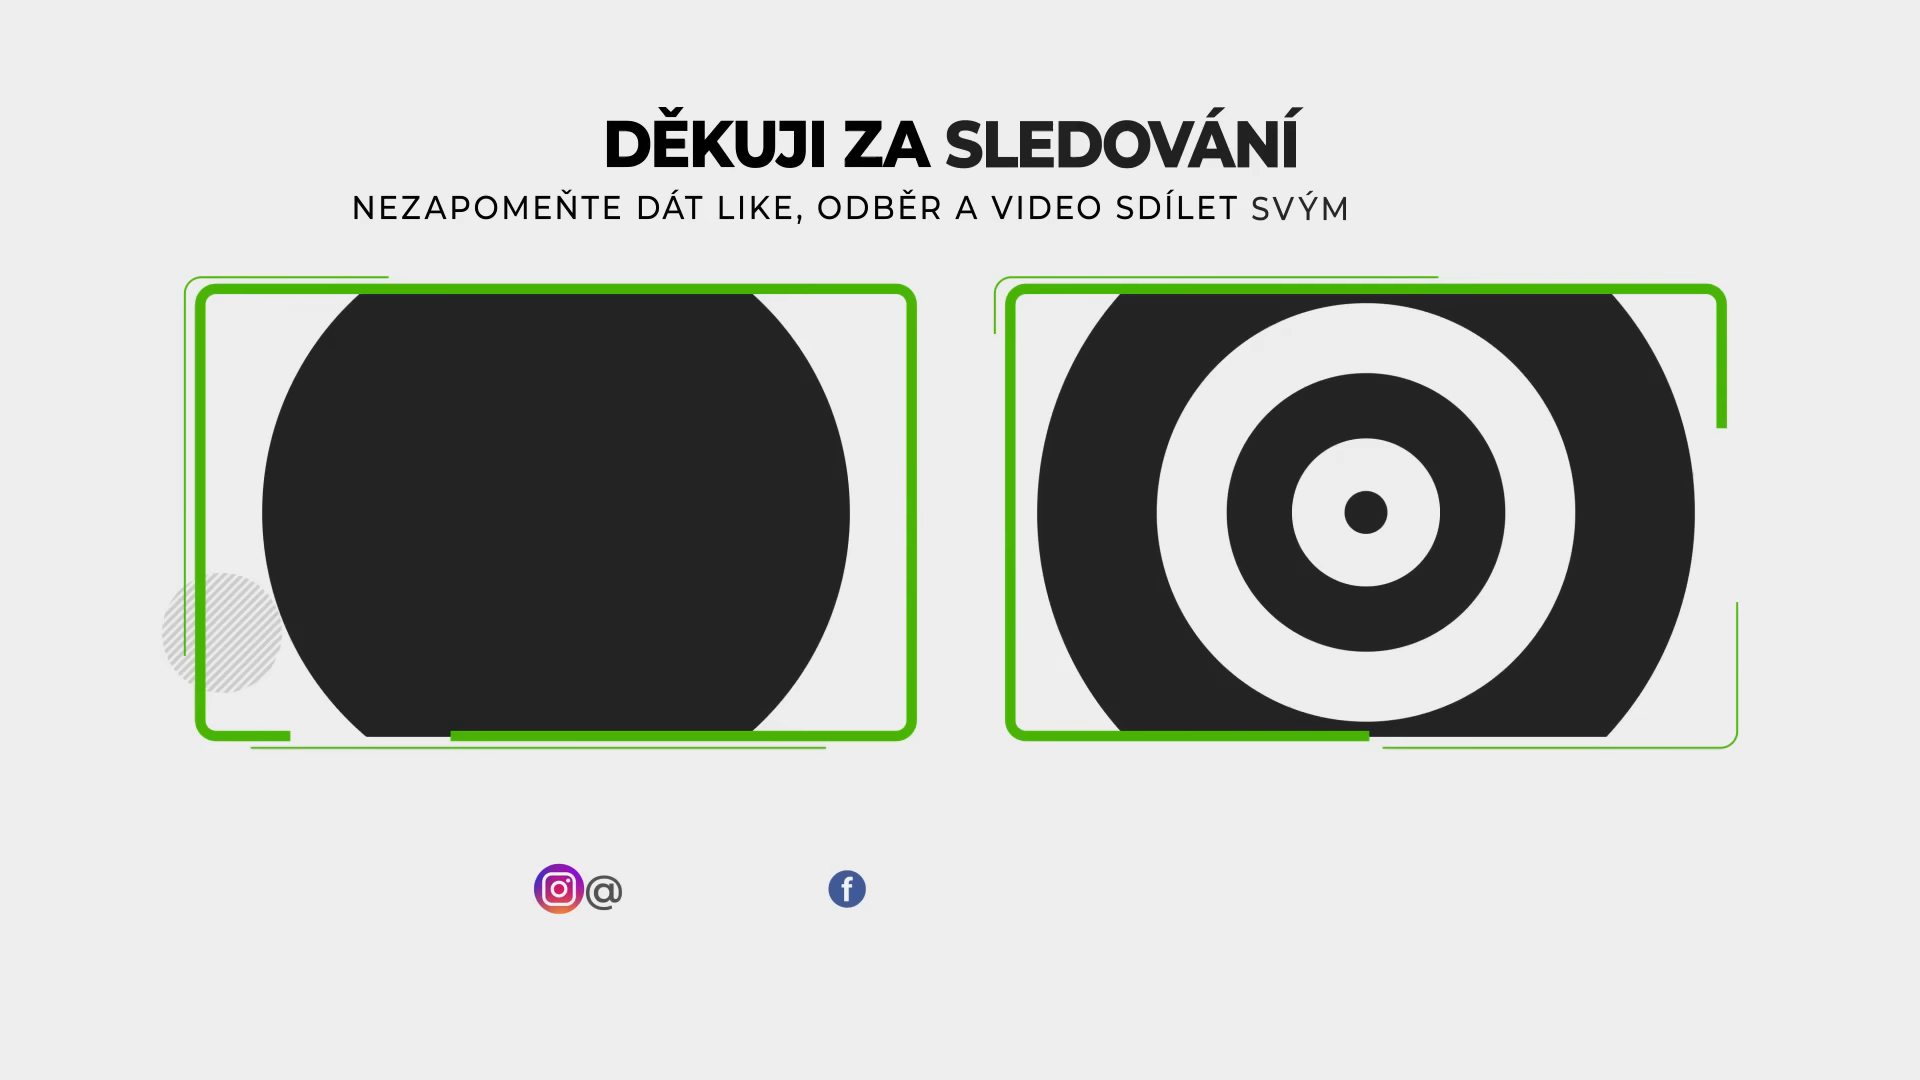 DĚKUJI ZA SLEDOVÁNÍ
NEZAPOMEŇTE DÁT LIKE, ODBĚR A VIDEO SDÍLET SVÝM
@